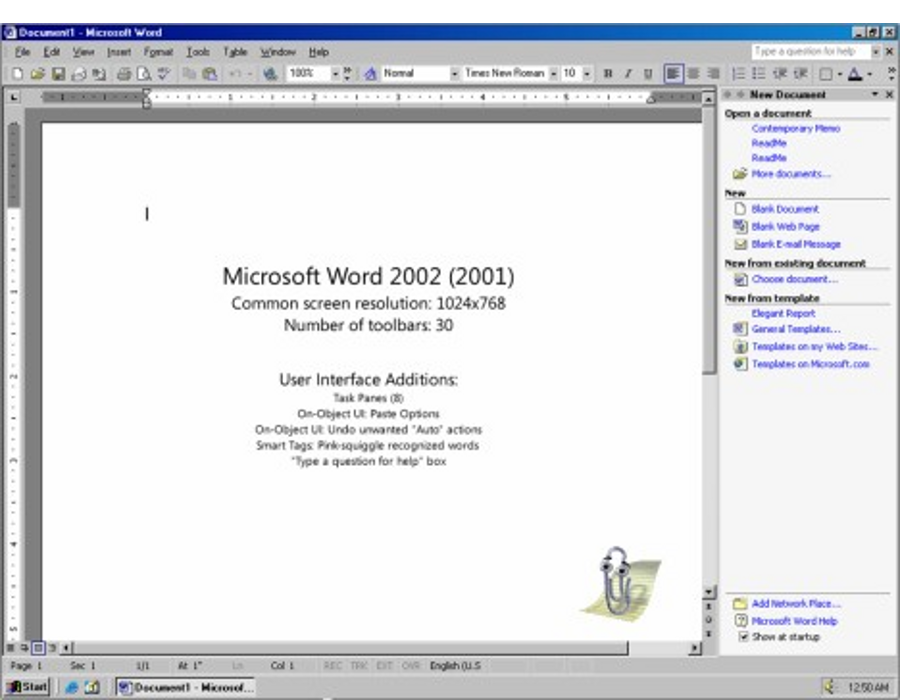 Document1 - Microsoft Word
File Edit View Insert Format Tools Table Window Help
Type a question for help
100% Normal Times New Roman 10 B I U
New Document
Open a document
Contemporary Memo
ReadMe
ReadMe
More documents...
New
Blank Document
Blank Web Page
Blank E-mail Message
New from existing document
Choose document...
New from template
Elegant Report
General Templates...
Templates on my Web Sites...
Templates on Microsoft.com
Microsoft Word 2002 (2001)
Common screen resolution: 1024x768
Number of toolbars: 30
User Interface Additions:
Task Panes (8)
On-Object UI: Paste Options
On-Object UI: Undo unwanted "Auto" actions
Smart Tags: Pink-squiggle recognized words
"Type a question for help" box
Add Network Place...
Microsoft Word Help
Show at startup
Page 1 Sec 1 1/1 At 1" Ln Col 1 REC TRK EXT OVR English (U.S
Start Document1 - Microsof... 12:50 AM